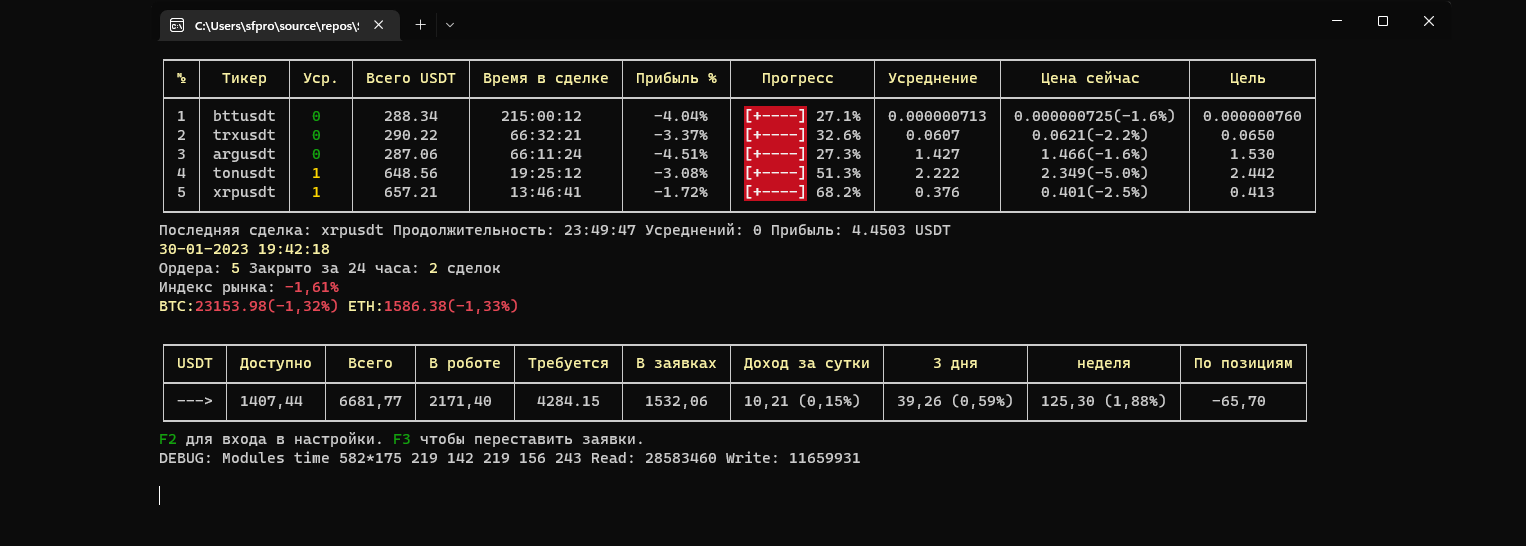 C:\Users\sfpro\source\repos\S
№ Тикер Уср. Всего USDT Время в сделке Прибыль % Прогресс Усреднение Цена сейчас Цель
1 bttusdt 0 288.34 215:00:12 -4.04% [+----] 27.1% 0.000000713 0.000000725(-1.6%) 0.000000760
2 trxusdt 0 290.22 66:32:21 -3.37% [+----] 32.6% 0.0607 0.0621(-2.2%) 0.0650
3 argusdt 0 287.06 66:11:24 -4.51% [+----] 27.3% 1.427 1.466(-1.6%) 1.530
4 tonusdt 1 648.56 19:25:12 -3.08% [+----] 51.3% 2.222 2.349(-5.0%) 2.442
5 xrpusdt 1 657.21 13:46:41 -1.72% [+----] 68.2% 0.376 0.401(-2.5%) 0.413
Последняя сделка: xrpusdt Продолжительность: 23:49:47 Усреднений: 0 Прибыль: 4.4503 USDT
30-01-2023 19:42:18
Ордера: 5 Закрыто за 24 часа: 2 сделок
Индекс рынка: -1,61%
BTC:23153.98(-1,32%) ETH:1586.38(-1,33%)
USDT Доступно Всего В роботе Требуется В заявках Доход за сутки 3 дня неделя По позициям
---> 1407,44 6681,77 2171,40 4284.15 1532,06 10,21 (0,15%) 39,26 (0,59%) 125,30 (1,88%) -65,70
F2 для входа в настройки. F3 чтобы переставить заявки.
DEBUG: Modules time 582*175 219 142 219 156 243 Read: 28583460 Write: 11659931